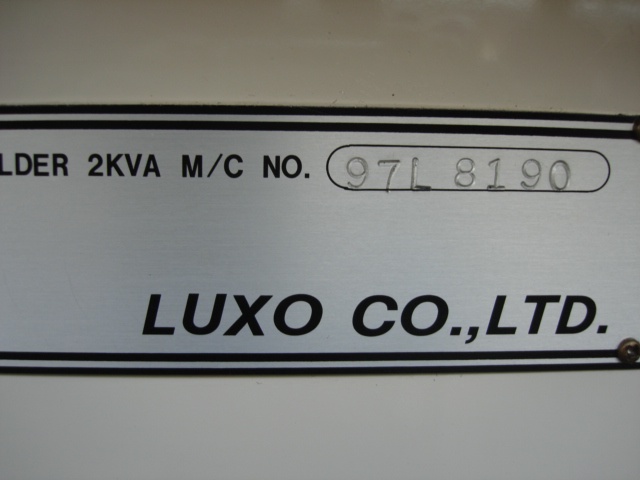 LDER 2KVA M/C NO. 97L 8190
LUXO CO.,LTD.